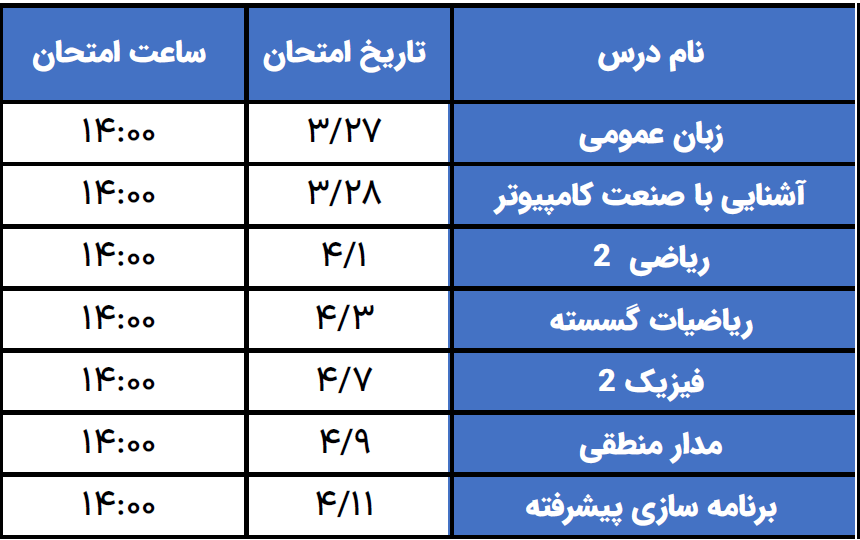 نام درس تاریخ امتحان ساعت امتحان
زبان عمومی ۳/۲۷ ۱۴:۰۰
آشنایی با صنعت کامپیوتر ۳/۲۸ ۱۴:۰۰
ریاضی 2 ۴/۱ ۱۴:۰۰
ریاضیات گسسته ۴/۳ ۱۴:۰۰
فیزیک 2 ۴/۷ ۱۴:۰۰
مدار منطقی ۴/۹ ۱۴:۰۰
برنامه سازی پیشرفته ۴/۱۱ ۱۴:۰۰